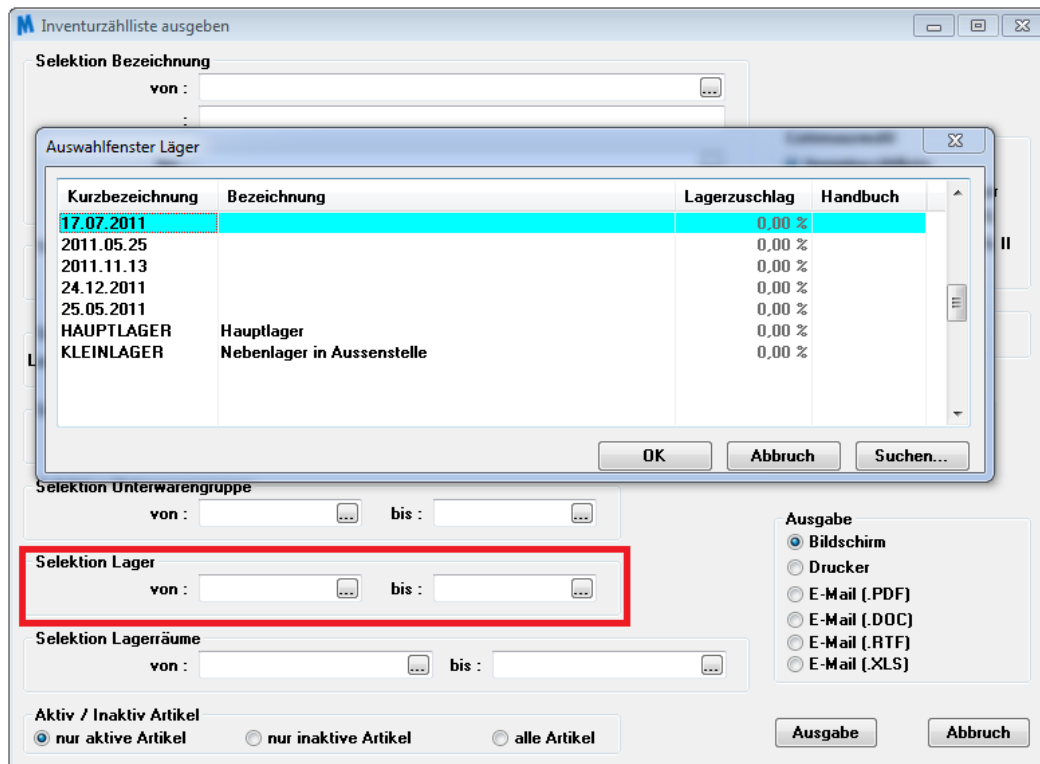 Inventurzählliste ausgeben
Selektion Bezeichnung
von :
:
Auswahlfenster Läger
Kurzbezeichnung Bezeichnung Lagerzuschlag Handbuch
17.07.2011 0,00 %
2011.05.25 0,00 %
2011.11.13 0,00 %
24.12.2011 0,00 %
25.05.2011 0,00 %
HAUPTLAGER Hauptlager 0,00 %
KLEINLAGER Nebenlager in Aussenstelle 0,00 %
II
L
OK Abbruch Suchen...
Selektion Unterwarengruppe
von : ... bis : ...
Selektion Lager
von : ... bis : ...
Selektion Lagerräume
von : ... bis : ...
Aktiv / Inaktiv Artikel
nur aktive Artikel nur inaktive Artikel alle Artikel
Ausgabe
Bildschirm
Drucker
E-Mail (.PDF)
E-Mail (.DOC)
E-Mail (.RTF)
E-Mail (.XLS)
Ausgabe Abbruch